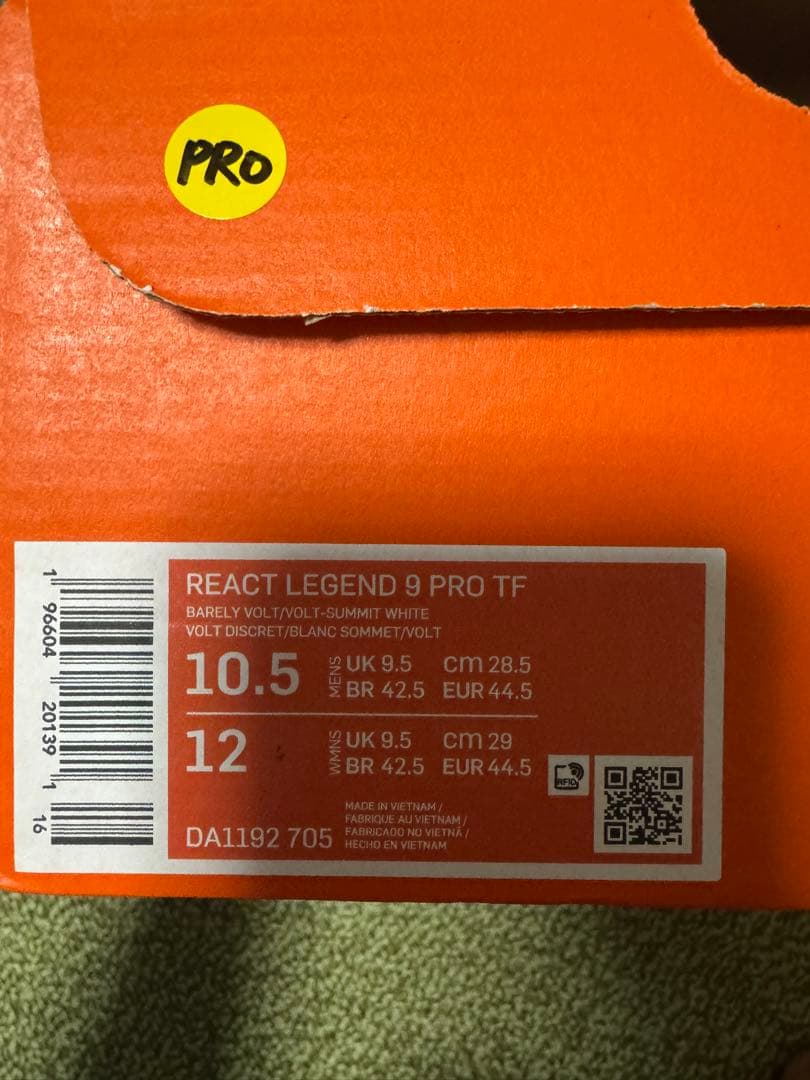 PRO
REACT LEGEND 9 PRO TF
BARELY VOLT/VOLT-SUMMIT WHITE
VOLT DISCRET/BLANC SOMMET/VOLT
10.5 MENS UK 9.5 cm 28.5
BR 42.5 EUR 44.5
12 WMNS UK 9.5 cm 29
BR 42.5 EUR 44.5
RFID
DA1192 705
MADE IN VIETNAM /
FABRIQUE AU VIETNAM /
FABRICADO NO VIETNÃ /
HECHO EN VIETNAM
1 96604 20139 1 16